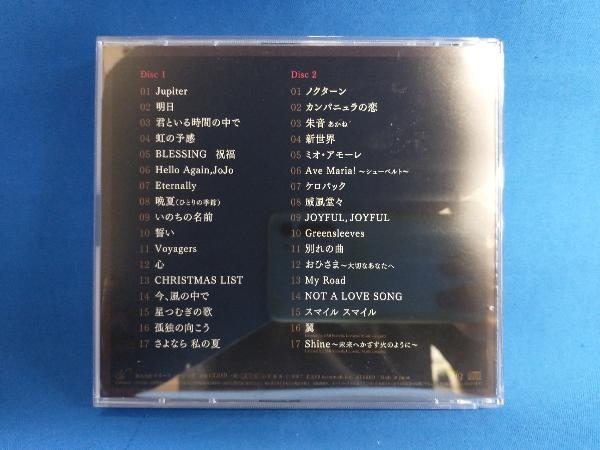 Disc 1
01 Jupiter
02 明日
03 君といる時間の中で
04 虹の予感
05 BLESSING 祝福
06 Hello Again,JoJo
07 Eternally
08 晩夏(ひとりの季節)
09 いのちの名前
10 誓い
11 Voyagers
12 心
13 CHRISTMAS LIST
14 今、風の中で
15 星つむぎの歌
16 孤独の向こう
17 さよなら 私の夏
Disc 2
01 ノクターン
02 カンパニュラの恋
03 朱音 あかね
04 新世界
05 ミオ・アモーレ
06 Ave Maria! 〜シューベルト〜
07 ケロパック
08 威風堂々
09 JOYFUL, JOYFUL
10 Greensleeves
11 別れの曲
12 おひさま〜大切なあなたへ
13 My Road
14 NOT A LOVE SONG
15 スマイル スマイル
16 翼
17 Shine 〜未来へかざす火のように〜